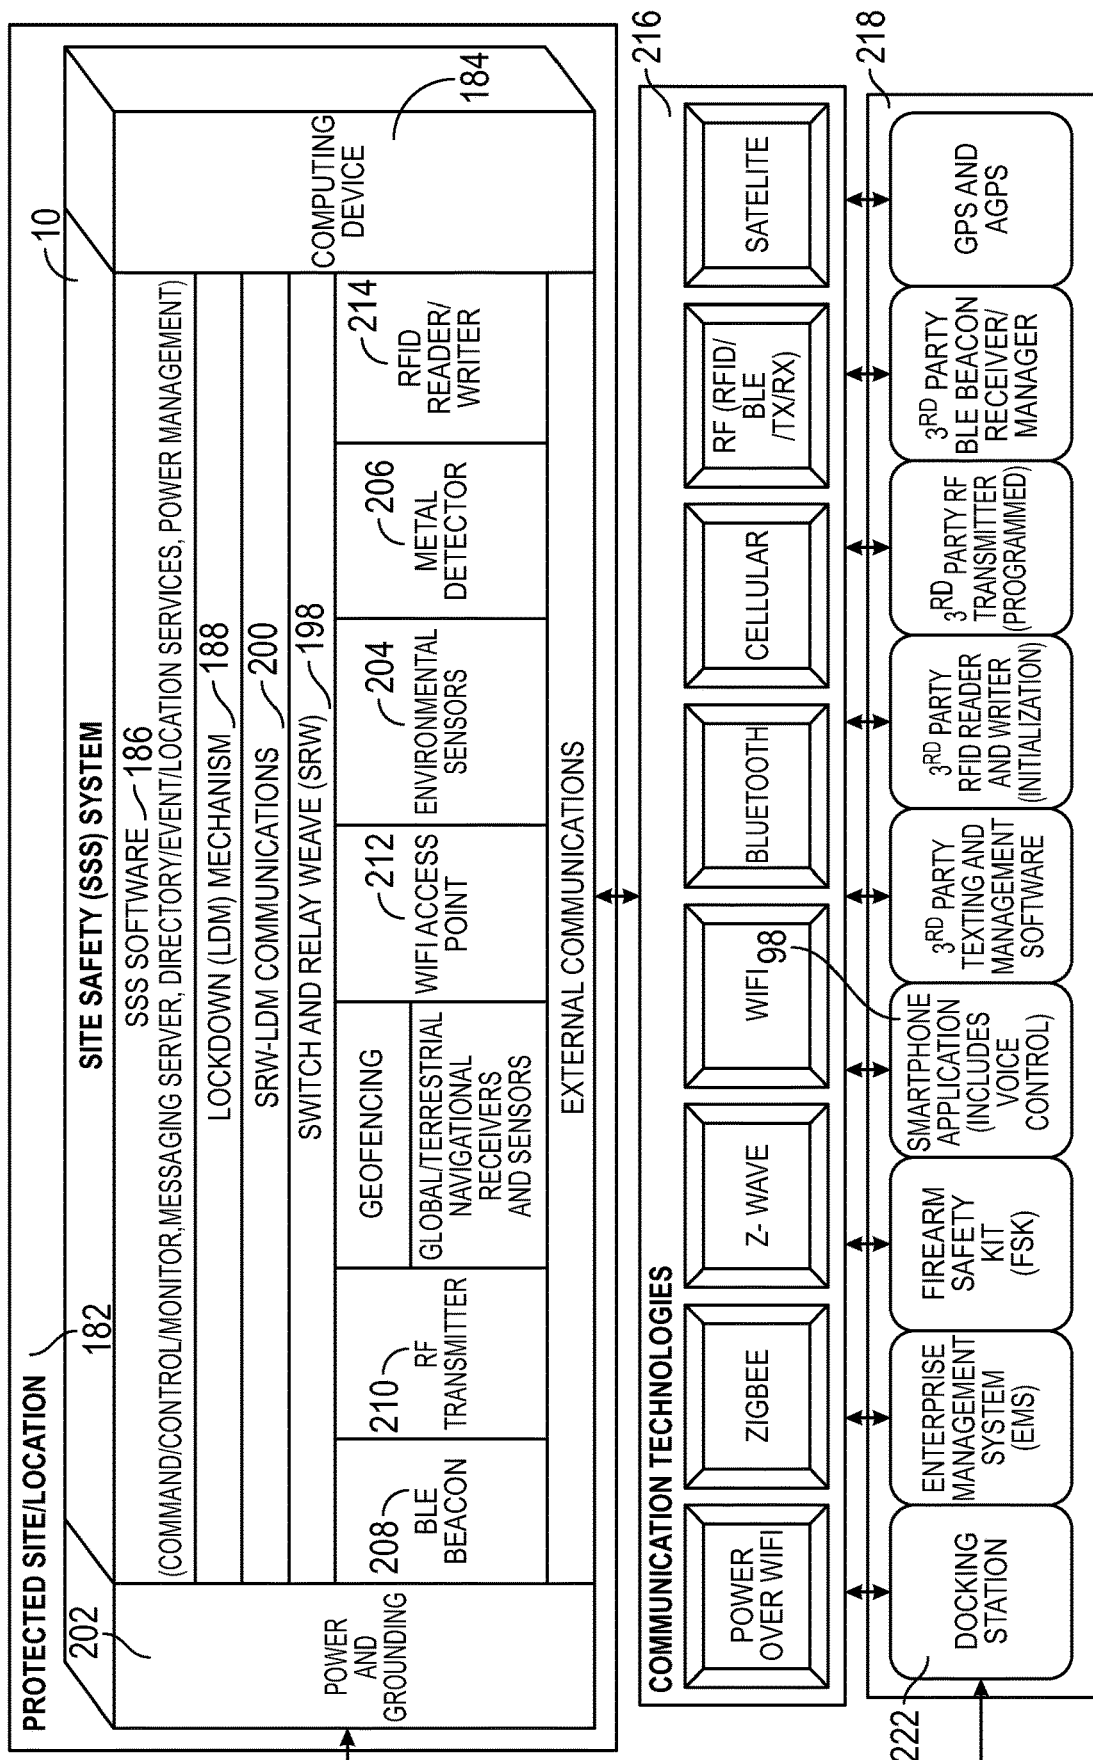 PROTECTED SITE/LOCATION
182
10
SITE SAFETY (SSS) SYSTEM
202
POWER
AND
GROUNDING
SSS SOFTWARE 186
(COMMAND/CONTROL/MONITOR,MESSAGING SERVER, DIRECTORY/EVENT/LOCATION SERVICES, POWER MANAGEMENT)
LOCKDOWN (LDM) MECHANISM 188
SRW-LDM COMMUNICATIONS 200
SWITCH AND RELAY WEAVE (SRW) 198
COMPUTING
DEVICE
184
208
BLE
BEACON
210
RF
TRANSMITTER
GEOFENCING
GLOBAL/TERRESTRIAL
NAVIGATIONAL
RECEIVERS
AND SENSORS
212
WIFI ACCESS
POINT
204
ENVIRONMENTAL
SENSORS
206
METAL
DETECTOR
214
RFID
READER/
WRITER
EXTERNAL COMMUNICATIONS
COMMUNICATION TECHNOLOGIES
216
POWER
OVER WIFI
ZIGBEE
Z- WAVE
WIFI
BLUETOOTH
CELLULAR
RF (RFID/
BLE
/TX/RX)
SATELITE
98
218
222
DOCKING
STATION
ENTERPRISE
MANAGEMENT
SYSTEM
(EMS)
FIREARM
SAFETY
KIT
(FSK)
SMARTPHONE
APPLICATION
(INCLUDES
VOICE
CONTROL)
3RD PARTY
TEXTING AND
MANAGEMENT
SOFTWARE
3RD PARTY
RFID READER
AND WRITER
(INITIALIZATION)
3RD PARTY RF
TRANSMITTER
(PROGRAMMED)
3RD PARTY
BLE BEACON
RECEIVER/
MANAGER
GPS AND
AGPS